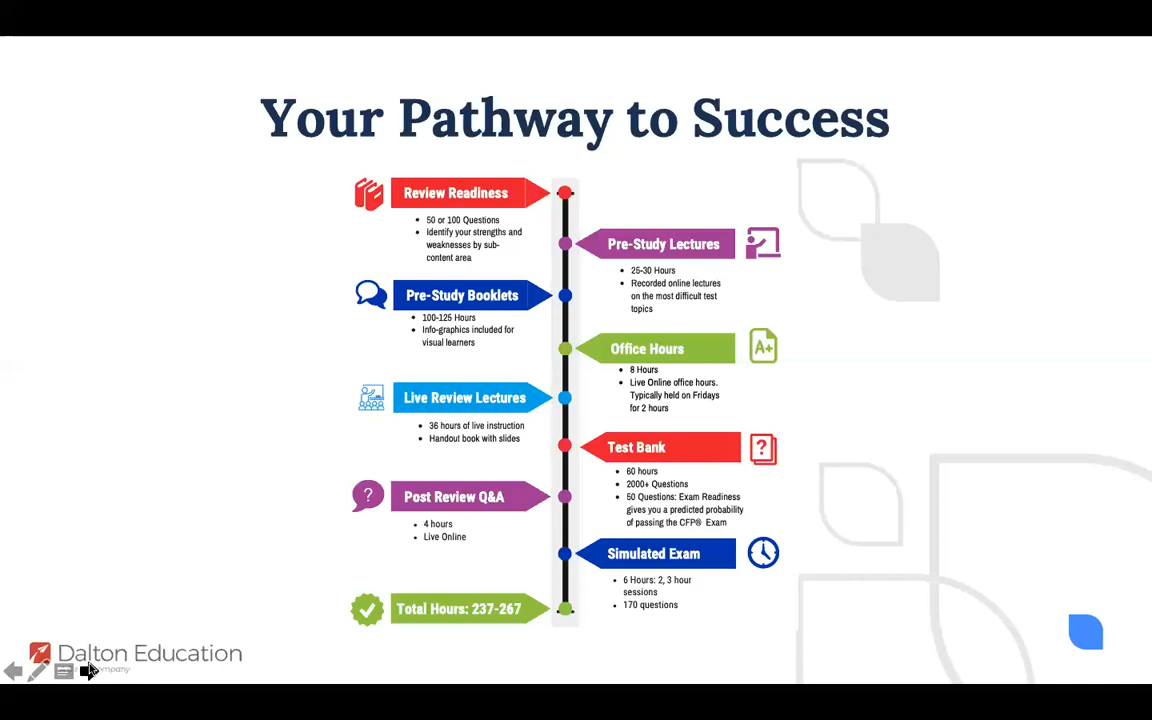 Your Pathway to Success
Review Readiness
50 or 100 Questions
Identify your strengths and
weaknesses by sub-
content area
Pre-Study Lectures
25-30 Hours
Recorded online lectures
on the most difficult test
topics
Pre-Study Booklets
100-125 Hours
Info-graphics included for
visual learners
Office Hours
A+
8 Hours
Live Online office hours.
Typically held on Fridays
for 2 hours
Live Review Lectures
36 hours of live instruction
Handout book with slides
Test Bank
?
60 hours
2000+ Questions
50 Questions: Exam Readiness
gives you a predicted probability
of passing the CFP® Exam
?
Post Review Q&A
4 hours
Live Online
Simulated Exam
6 Hours: 2, 3 hour
sessions
170 questions
Total Hours: 237-267
Dalton Education
company